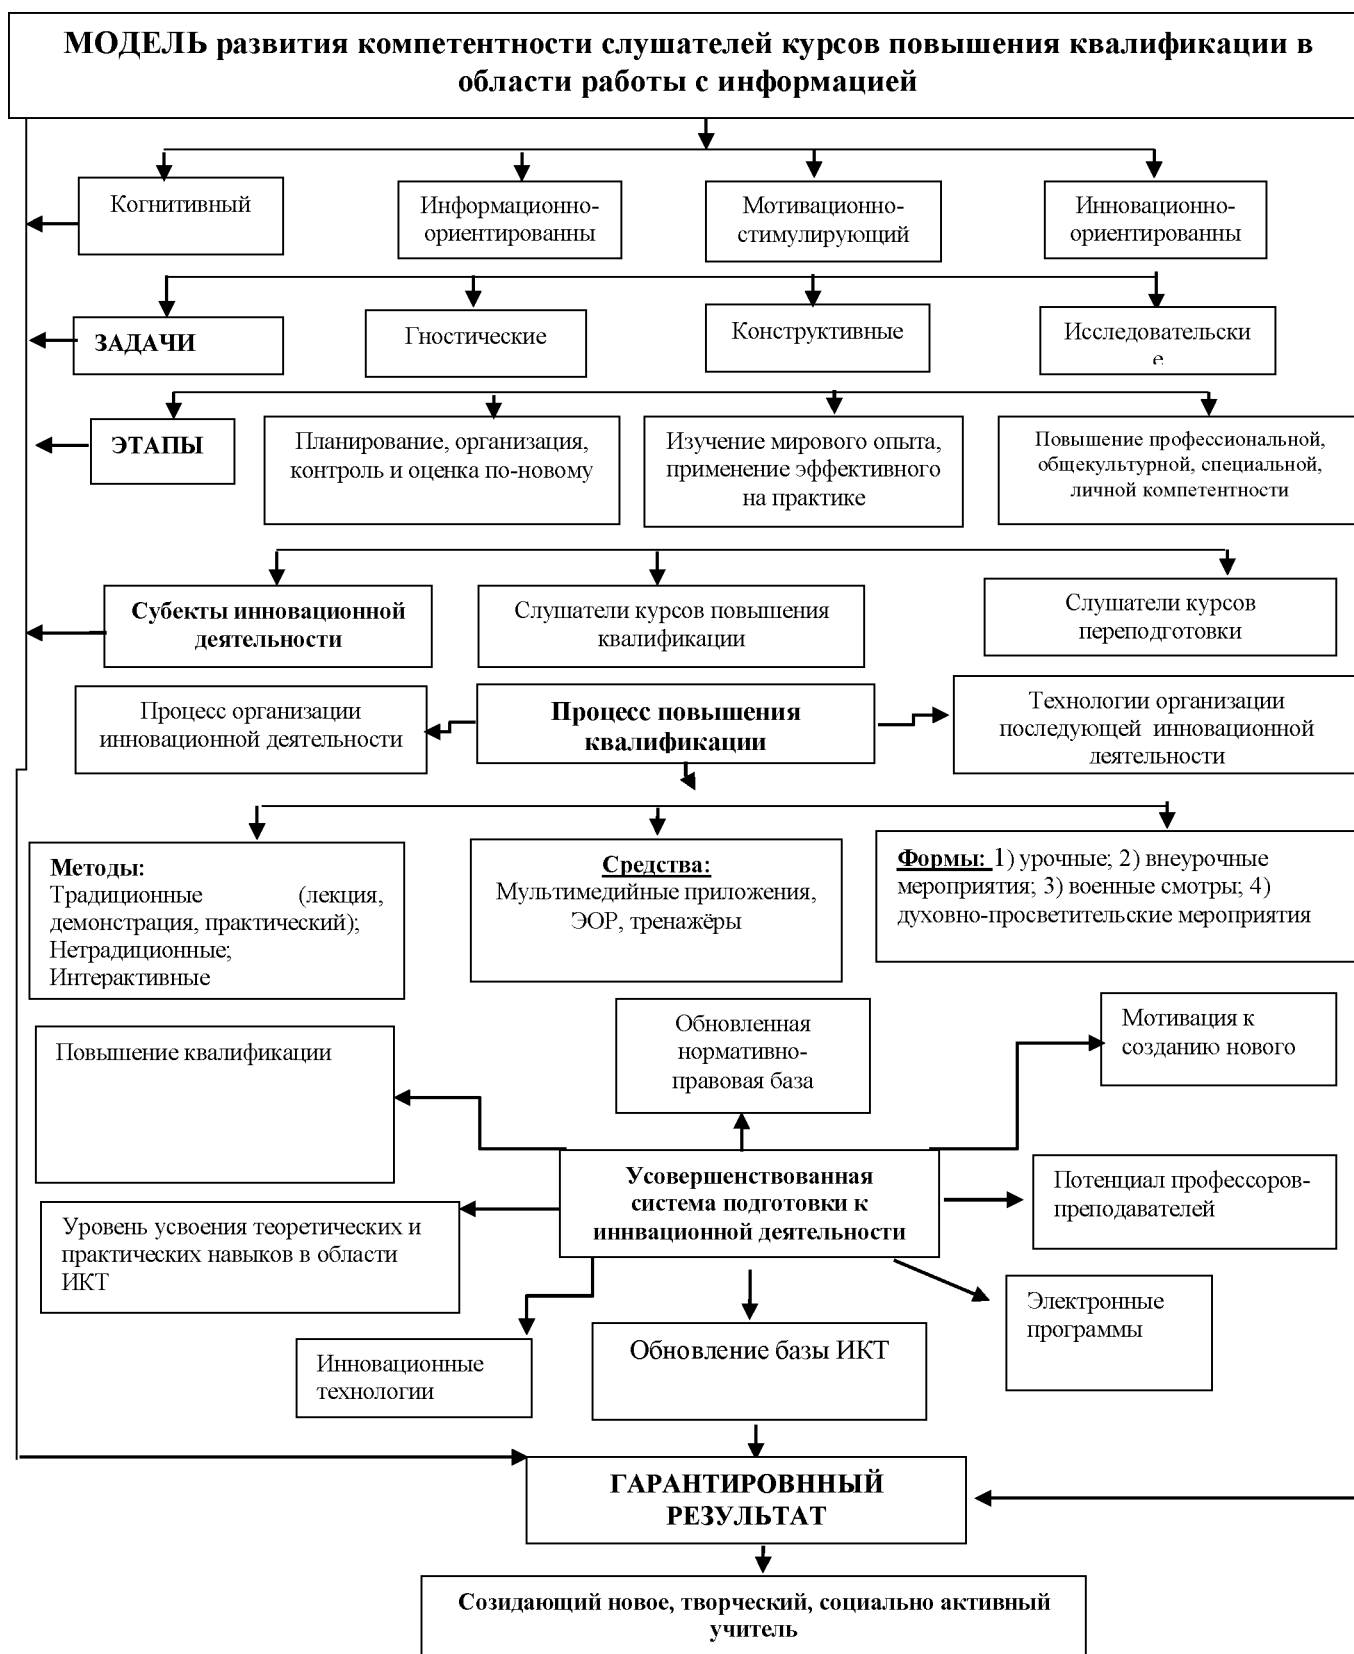 МОДЕЛЬ развития компетентности слушателей курсов повышения квалификации в
области работы с информацией
Когнитивный
Информационно-
ориентированны
Мотивационно-
стимулирующий
Инновационно-
ориентированны
ЗАДАЧИ
Гностические
Конструктивные
Исследовательски
е
ЭТАПЫ
Планирование, организация,
контроль и оценка по-новому
Изучение мирового опыта,
применение эффективного
на практике
Повышение профессиональной,
общекультурной, специальной,
личной компетентности
Субекты инновационной
деятельности
Слушатели курсов повышения
квалификации
Слушатели курсов
переподготовки
Процесс организации
инновационной деятельности
Процесс повышения
квалификации
Технологии организации
последующей инновационной
деятельности
Методы:
Традиционные (лекция,
демонстрация, практический);
Нетрадиционные;
Интерактивные
Средства:
Мультимедийные приложения,
ЭОР, тренажёры
Формы: 1) урочные; 2) внеурочные
мероприятия; 3) военные смотры; 4)
духовно-просветительские мероприятия
Повышение квалификации
Обновленная
нормативно-
правовая база
Мотивация к
созданию нового
Усовершенствованная
система подготовки к
иннвационной деятельности
Потенциал профессоров-
преподавателей
Уровень усвоения теоретических и
практических навыков в области
ИКТ
Электронные
программы
Инновационные
технологии
Обновление базы ИКТ
ГАРАНТИРОВННЫЙ
РЕЗУЛЬТАТ
Созидающий новое, творческий, социально активный
учитель